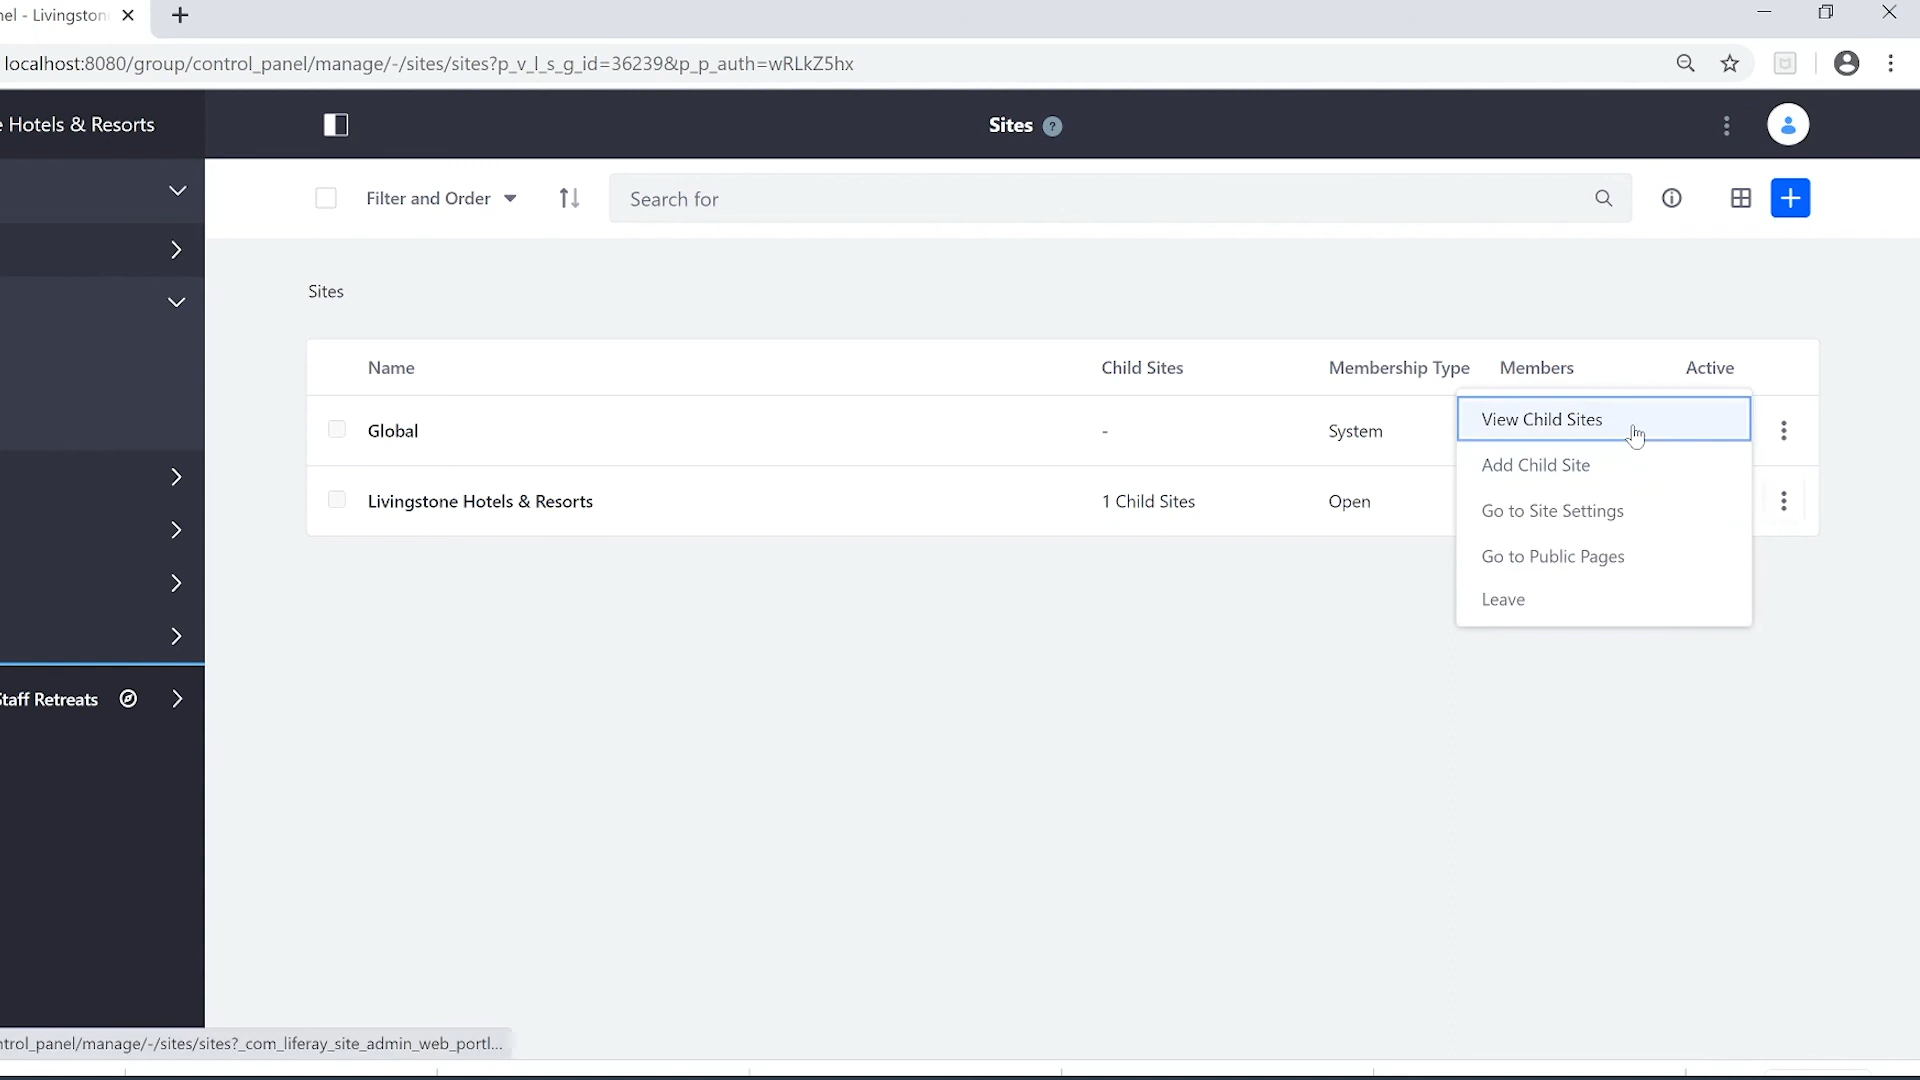 nel - Livingston
localhost:8080/group/control_panel/manage/-/sites/sites?p_v_l_s_g_id=36239&p_p_auth=wRLkZ5hx
e Hotels & Resorts
Sites ?
Filter and Order
Search for
Sites
Name Child Sites Membership Type Members Active
Global - System
Livingstone Hotels & Resorts 1 Child Sites Open
View Child Sites
Add Child Site
Go to Site Settings
Go to Public Pages
Leave
Staff Retreats
ntrol_panel/manage/-/sites/sites?_com_liferay_site_admin_web_portl...